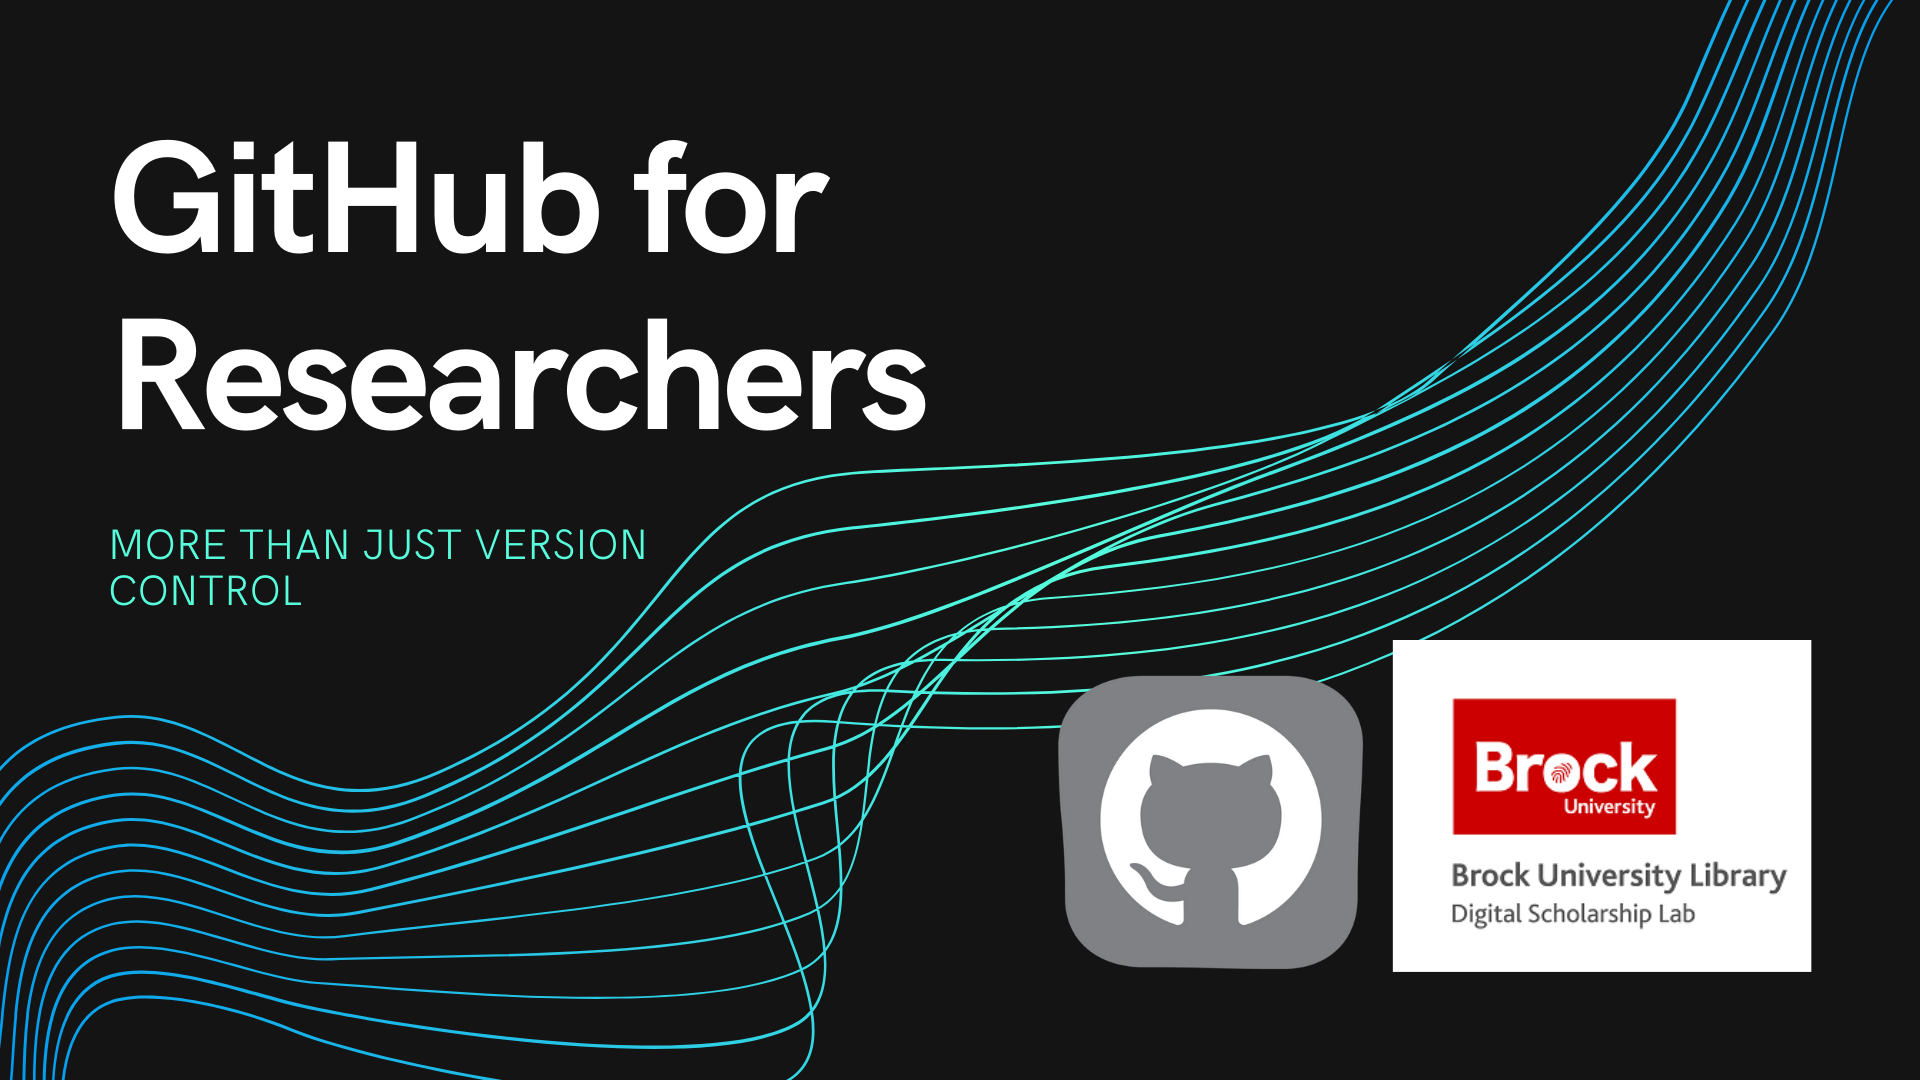 GitHub for
Researchers
MORE THAN JUST VERSION
CONTROL
Brock
University
Brock University Library
Digital Scholarship Lab